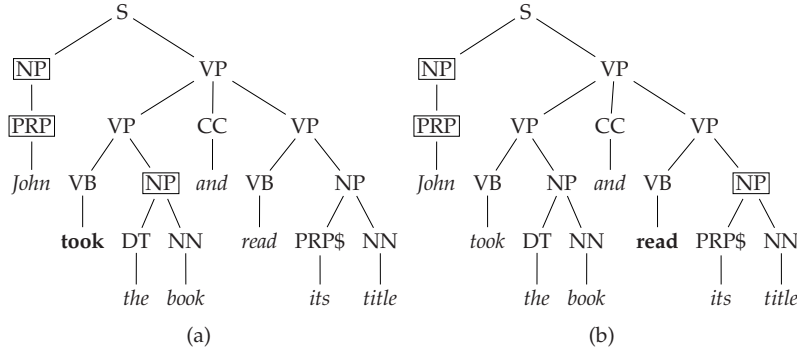 S S
NP VP NP VP
PRP VP CC VP PRP VP CC VP
John VB NP and VB NP John VB NP and VB NP
took DT NN read PRP$ NN took DT NN read PRP$ NN
the book its title the book its title
(a) (b)